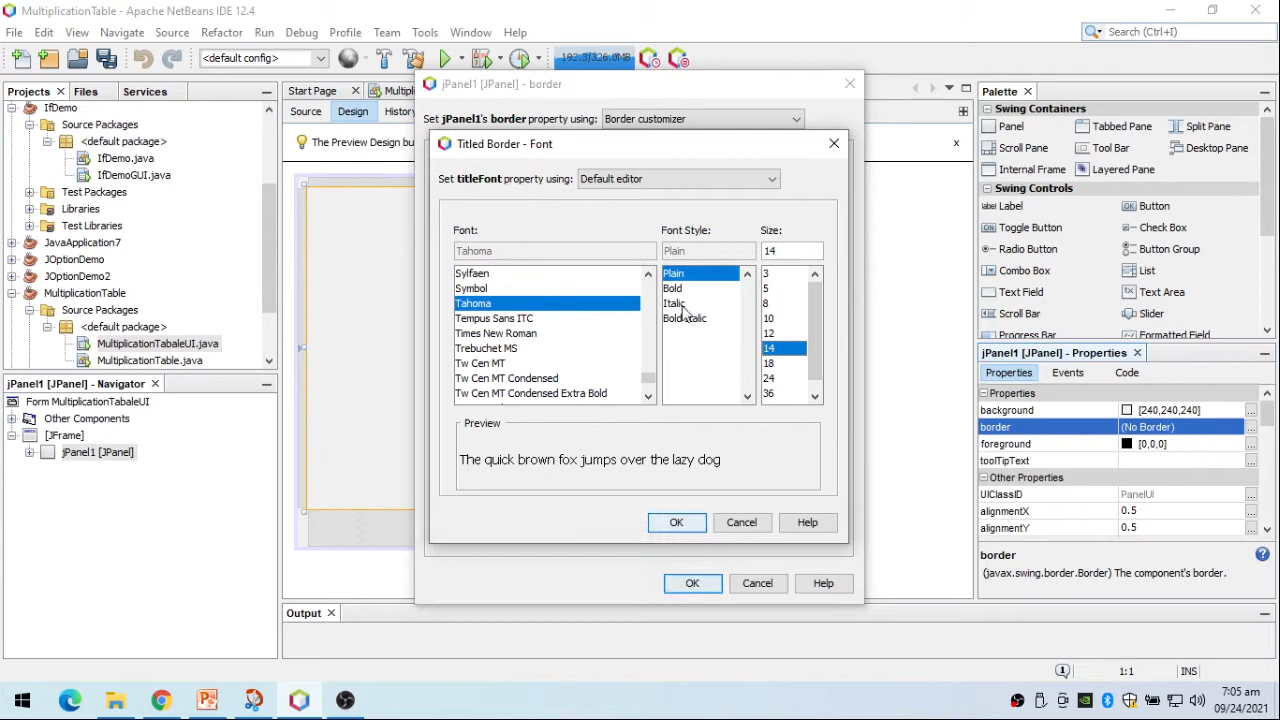 MultiplicationTable - Apache NetBeans IDE 12.4
File Edit View Navigate Source Refactor Run Debug Profile Team Tools Window Help
Search (Ctrl+I)
<default config>
192.3/326.0MB
Projects Files Services
IfDemo
Source Packages
<default package>
IfDemo.java
IfDemoGUI.java
Test Packages
Libraries
Test Libraries
JavaApplication7
JOptionDemo
JOptionDemo2
MultiplicationTable
Source Packages
<default package>
MultiplicationTabaleUI.java
MultiplicationTable.java
jPanel1 [JPanel] - Navigator
Form MultiplicationTabaleUI
Other Components
[JFrame]
jPanel1 [JPanel]
Start Page
Source Design History
The Preview Design
jPanel1 [JPanel] - border
Set jPanel1's border property using: Border customizer
Titled Border - Font
Set titleFont property using: Default editor
Font: Font Style: Size:
Tahoma Plain 14
Sylfaen Plain 3
Symbol Bold 5
Tahoma Italic 8
Tempus Sans ITC Bold Italic 10
Times New Roman 12
Trebuchet MS 14
Tw Cen MT 18
Tw Cen MT Condensed 24
Tw Cen MT Condensed Extra Bold 36
Preview
The quick brown fox jumps over the lazy dog
OK Cancel Help
OK Cancel Help
Output
Palette
Swing Containers
Panel Tabbed Pane Split Pane
Scroll Pane Tool Bar Desktop Pane
Internal Frame Layered Pane
Swing Controls
label Label OK Button
Toggle Button Check Box
Radio Button Button Group
Combo Box List
Text Field Text Area
Scroll Bar Slider
Progress Bar Formatted Field
jPanel1 [JPanel] - Properties
Properties Events Code
Properties
background [240,240,240]
border (No Border)
foreground [0,0,0]
toolTipText
Other Properties
UIClassID PanelUI
alignmentX 0.5
alignmentY 0.5
border
(javax.swing.border.Border) The component's border.
1 1:1 INS
7:05 am
09/24/2021